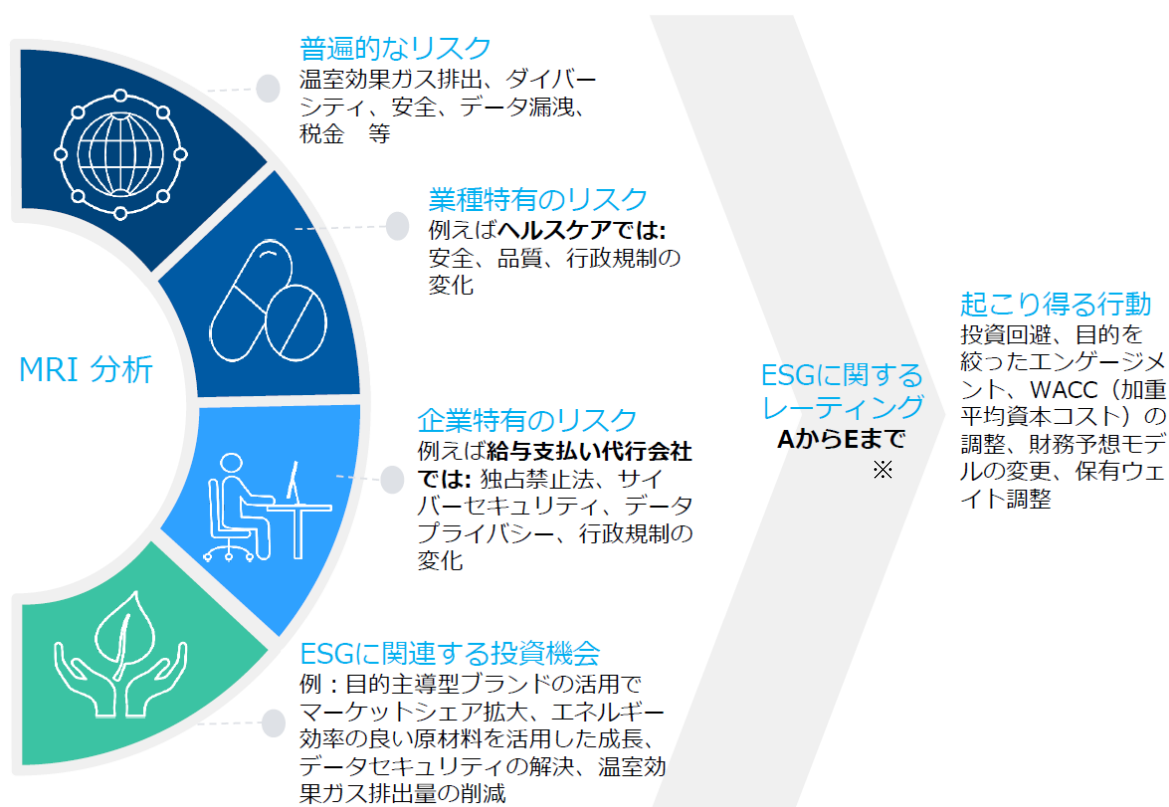 普遍的なリスク
温室効果ガス排出、ダイバー
シティ、安全、データ漏洩、
税金　等
業種特有のリスク
例えばヘルスケアでは:
安全、品質、行政規制の
変化
MRI 分析
企業特有のリスク
例えば給与支払い代行会社
では: 独占禁止法、サイ
バーセキュリティ、データ
プライバシー、行政規制の
変化
ESGに関連する投資機会
例：目的主導型ブランドの活用で
マーケットシェア拡大、エネルギー
効率の良い原材料を活用した成長、
データセキュリティの解決、温室効
果ガス排出量の削減
ESGに関する
レーティング
AからEまで
※
起こり得る行動
投資回避、目的を
絞ったエンゲージメ
ント、WACC（加重
平均資本コスト）の
調整、財務予想モデ
ルの変更、保有ウェ
イト調整